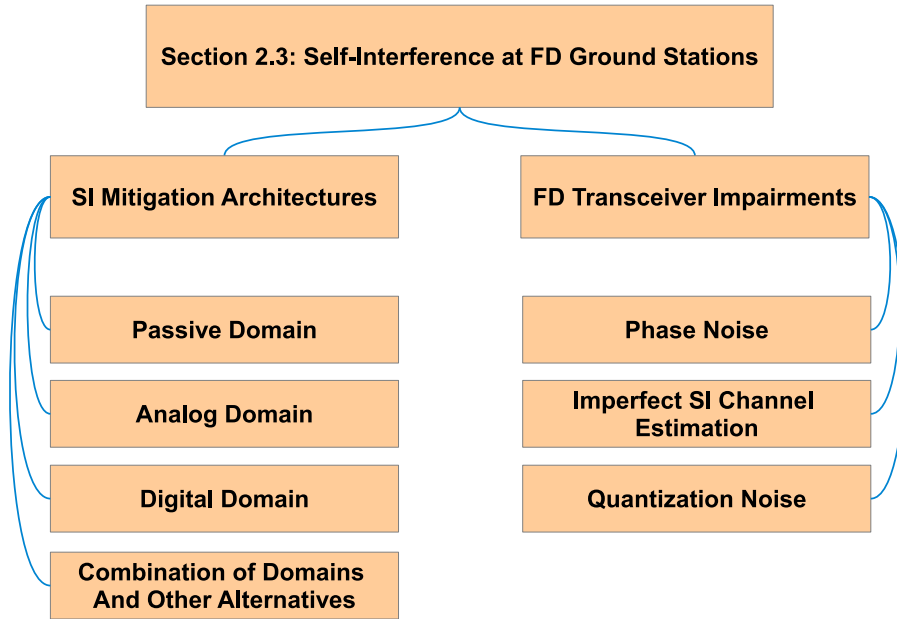 Section 2.3: Self-Interference at FD Ground Stations
SI Mitigation Architectures
FD Transceiver Impairments
Passive Domain
Phase Noise
Analog Domain
Imperfect SI Channel
Estimation
Digital Domain
Quantization Noise
Combination of Domains
And Other Alternatives